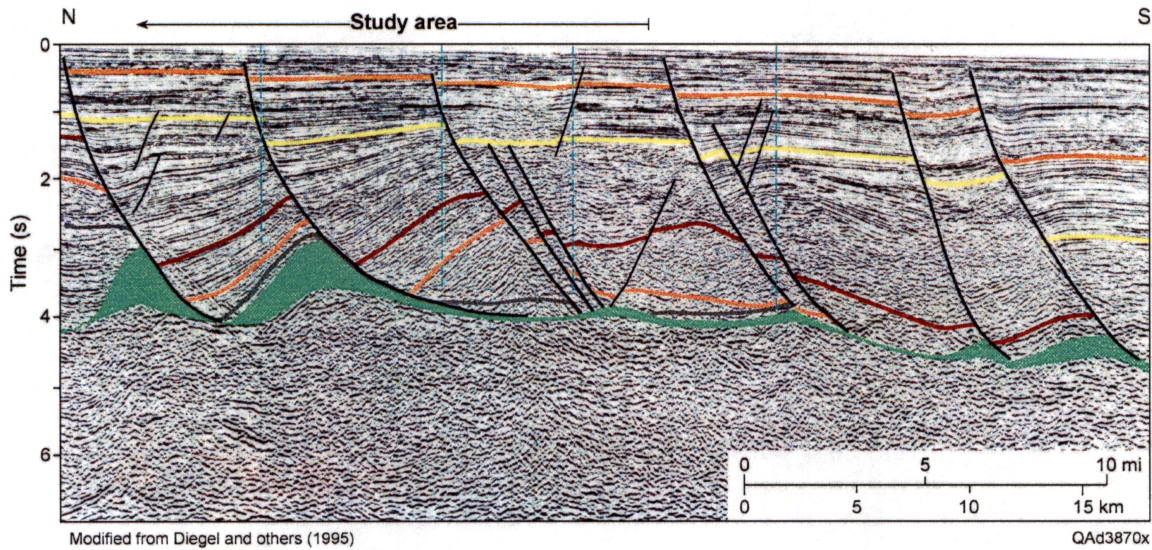 N
Study area
S
0
2
4
6
Time (s)
0 5 10 mi
0 5 10 15 km
Modified from Diegel and others (1995)
QAd3870x